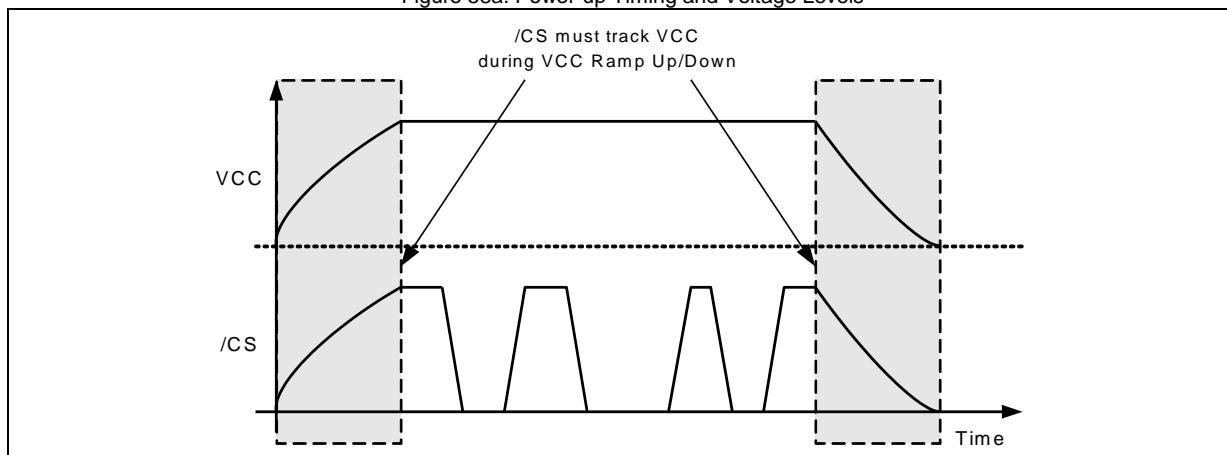 /CS must track VCC
during VCC Ramp Up/Down
VCC
/CS
Time